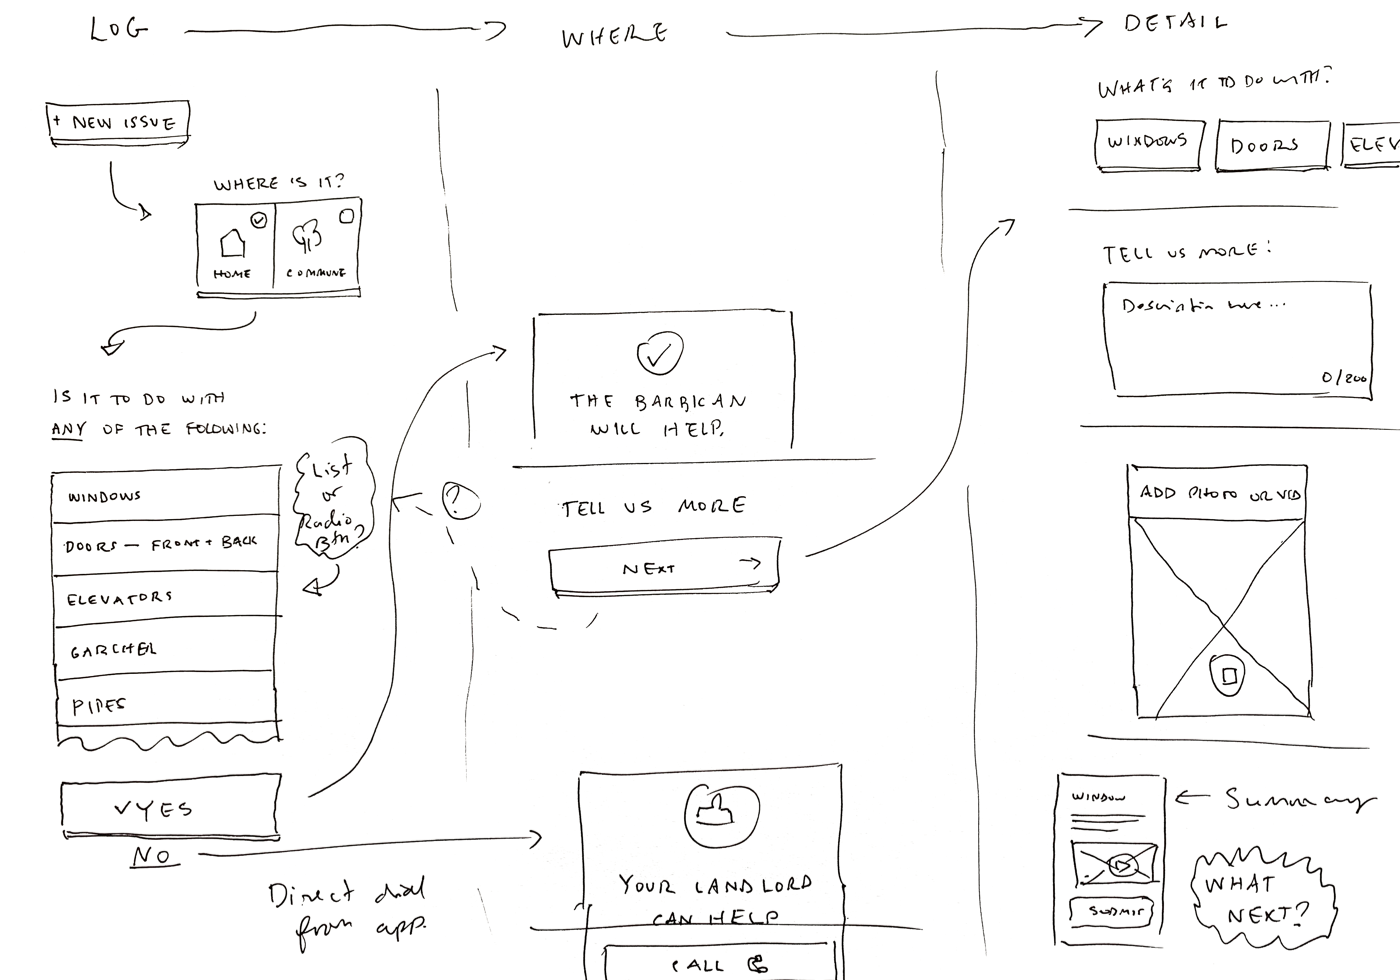 LOG
WHERE
DETAIL
+ NEW ISSUE
WHERE IS IT?
HOME
COMMUNE
IS IT TO DO WITH
ANY OF THE FOLOWING:
WINDOWS
DOORS — FRONT + BACK
ELEVATORS
GARCHEL
PIPES
List
or
Radio
Btn?
✓YES
NO
Direct dial
from app.
THE BARBICAN
WILL HELP.
?
TELL US MORE
NEXT →
YOUR LANDLORD
CAN HELP
CALL
WHAT'S IT TO DO WITH?
WINDOWS
DOORS
ELEV
TELL US MORE:
Description here...
0/200
ADD PHOTO OR VID
WINDOW
SUBMIT
Summary
WHAT
NEXT?